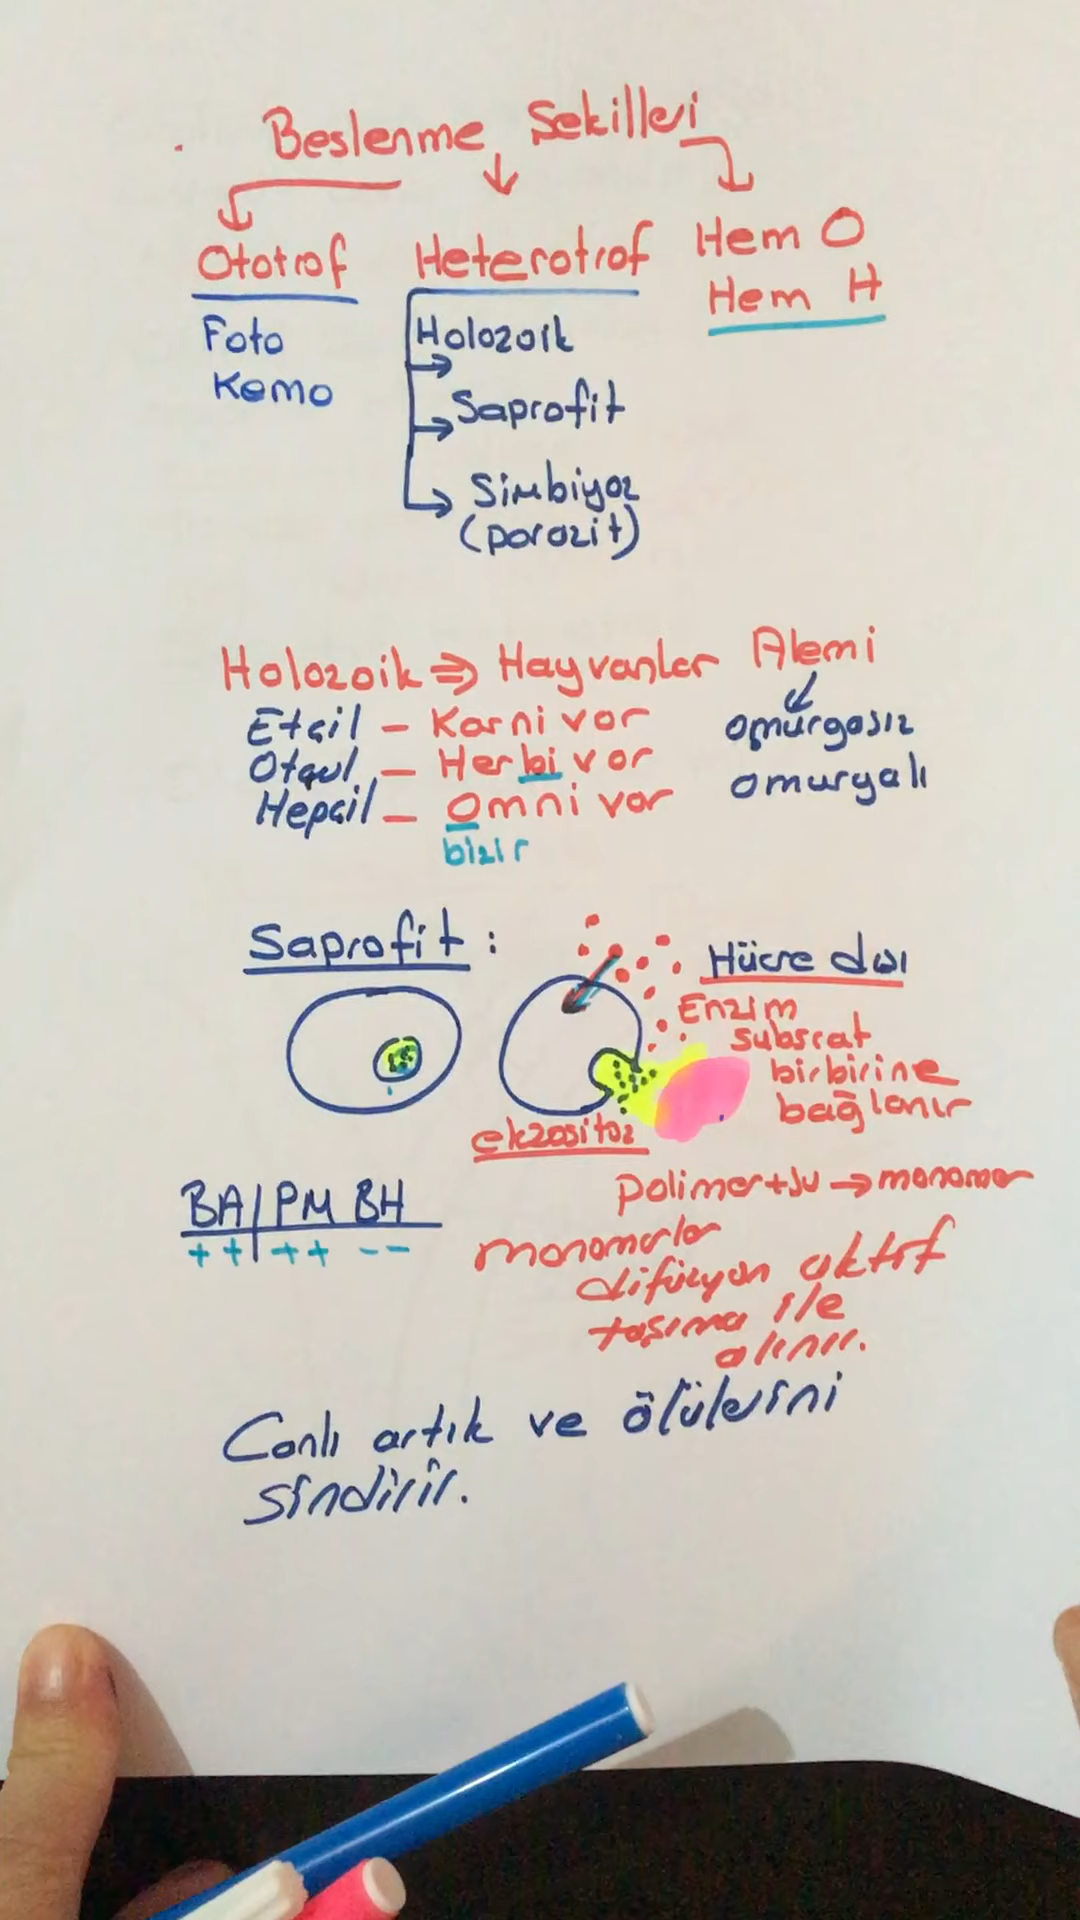 Beslenme Şekilleri
Ototrof
Foto
Kemo
Heterotrof
Holozoik
Saprofit
Simbiyoz
(parazit)
Hem O
Hem H
Holozoik ⇒ Hayvanlar Alemi
Etçil - Karnivor
Otçul - Herbivor
Hepçil - Omnivor
bizir
omurgasız
omurgalı
Saprofit :
Hücre dışı
Enzim
subsrat
birbirine
bağlanır
ekzositoz
BA | PM BH
+ + | + + - -
polimer+su → monomer
monomerler
difüzyon aktif
taşıma ile
alınır.
Canlı artık ve ölülerini
sindirir.